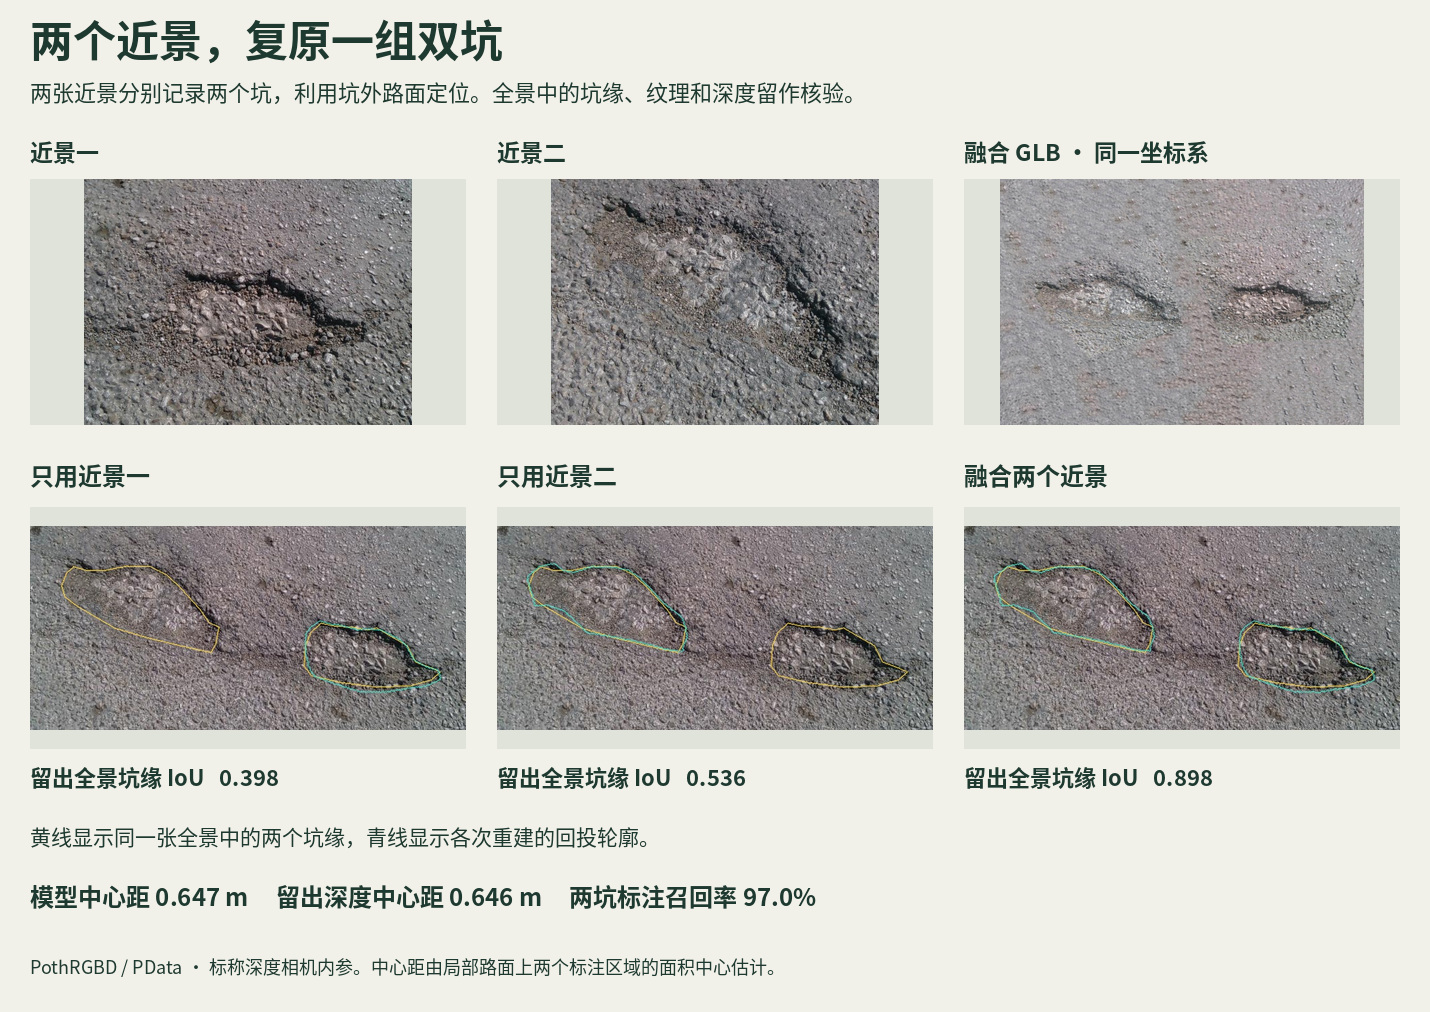 两个近景，复原一组双坑
两张近景分别记录两个坑，利用坑外路面定位。全景中的坑缘、纹理和深度留作核验。
近景一
近景二
融合 GLB · 同一坐标系
只用近景一
只用近景二
融合两个近景
留出全景坑缘 IoU 0.398
留出全景坑缘 IoU 0.536
留出全景坑缘 IoU 0.898
黄线显示同一张全景中的两个坑缘，青线显示各次重建的回投轮廓。
模型中心距 0.647 m 留出深度中心距 0.646 m 两坑标注召回率 97.0%
PothRGBD / PData · 标称深度相机内参。中心距由局部路面上两个标注区域的面积中心估计。